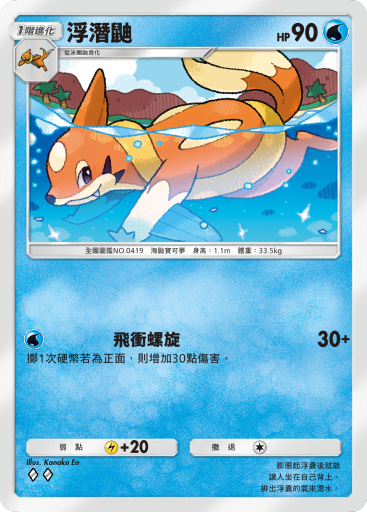 1階進化
浮潛鼬
HP 90
從泳圈鼬進化
全國圖鑑NO.0419 海鼬寶可夢 身高：1.1m 體重：33.5kg
飛衝螺旋 30+
擲1次硬幣若為正面，則增加30點傷害。
弱點 +20 撤退
Illus. Kanako Eo
膨脹起浮囊後就能
讓人坐在自己背上。
排出浮囊的氣來潛水。